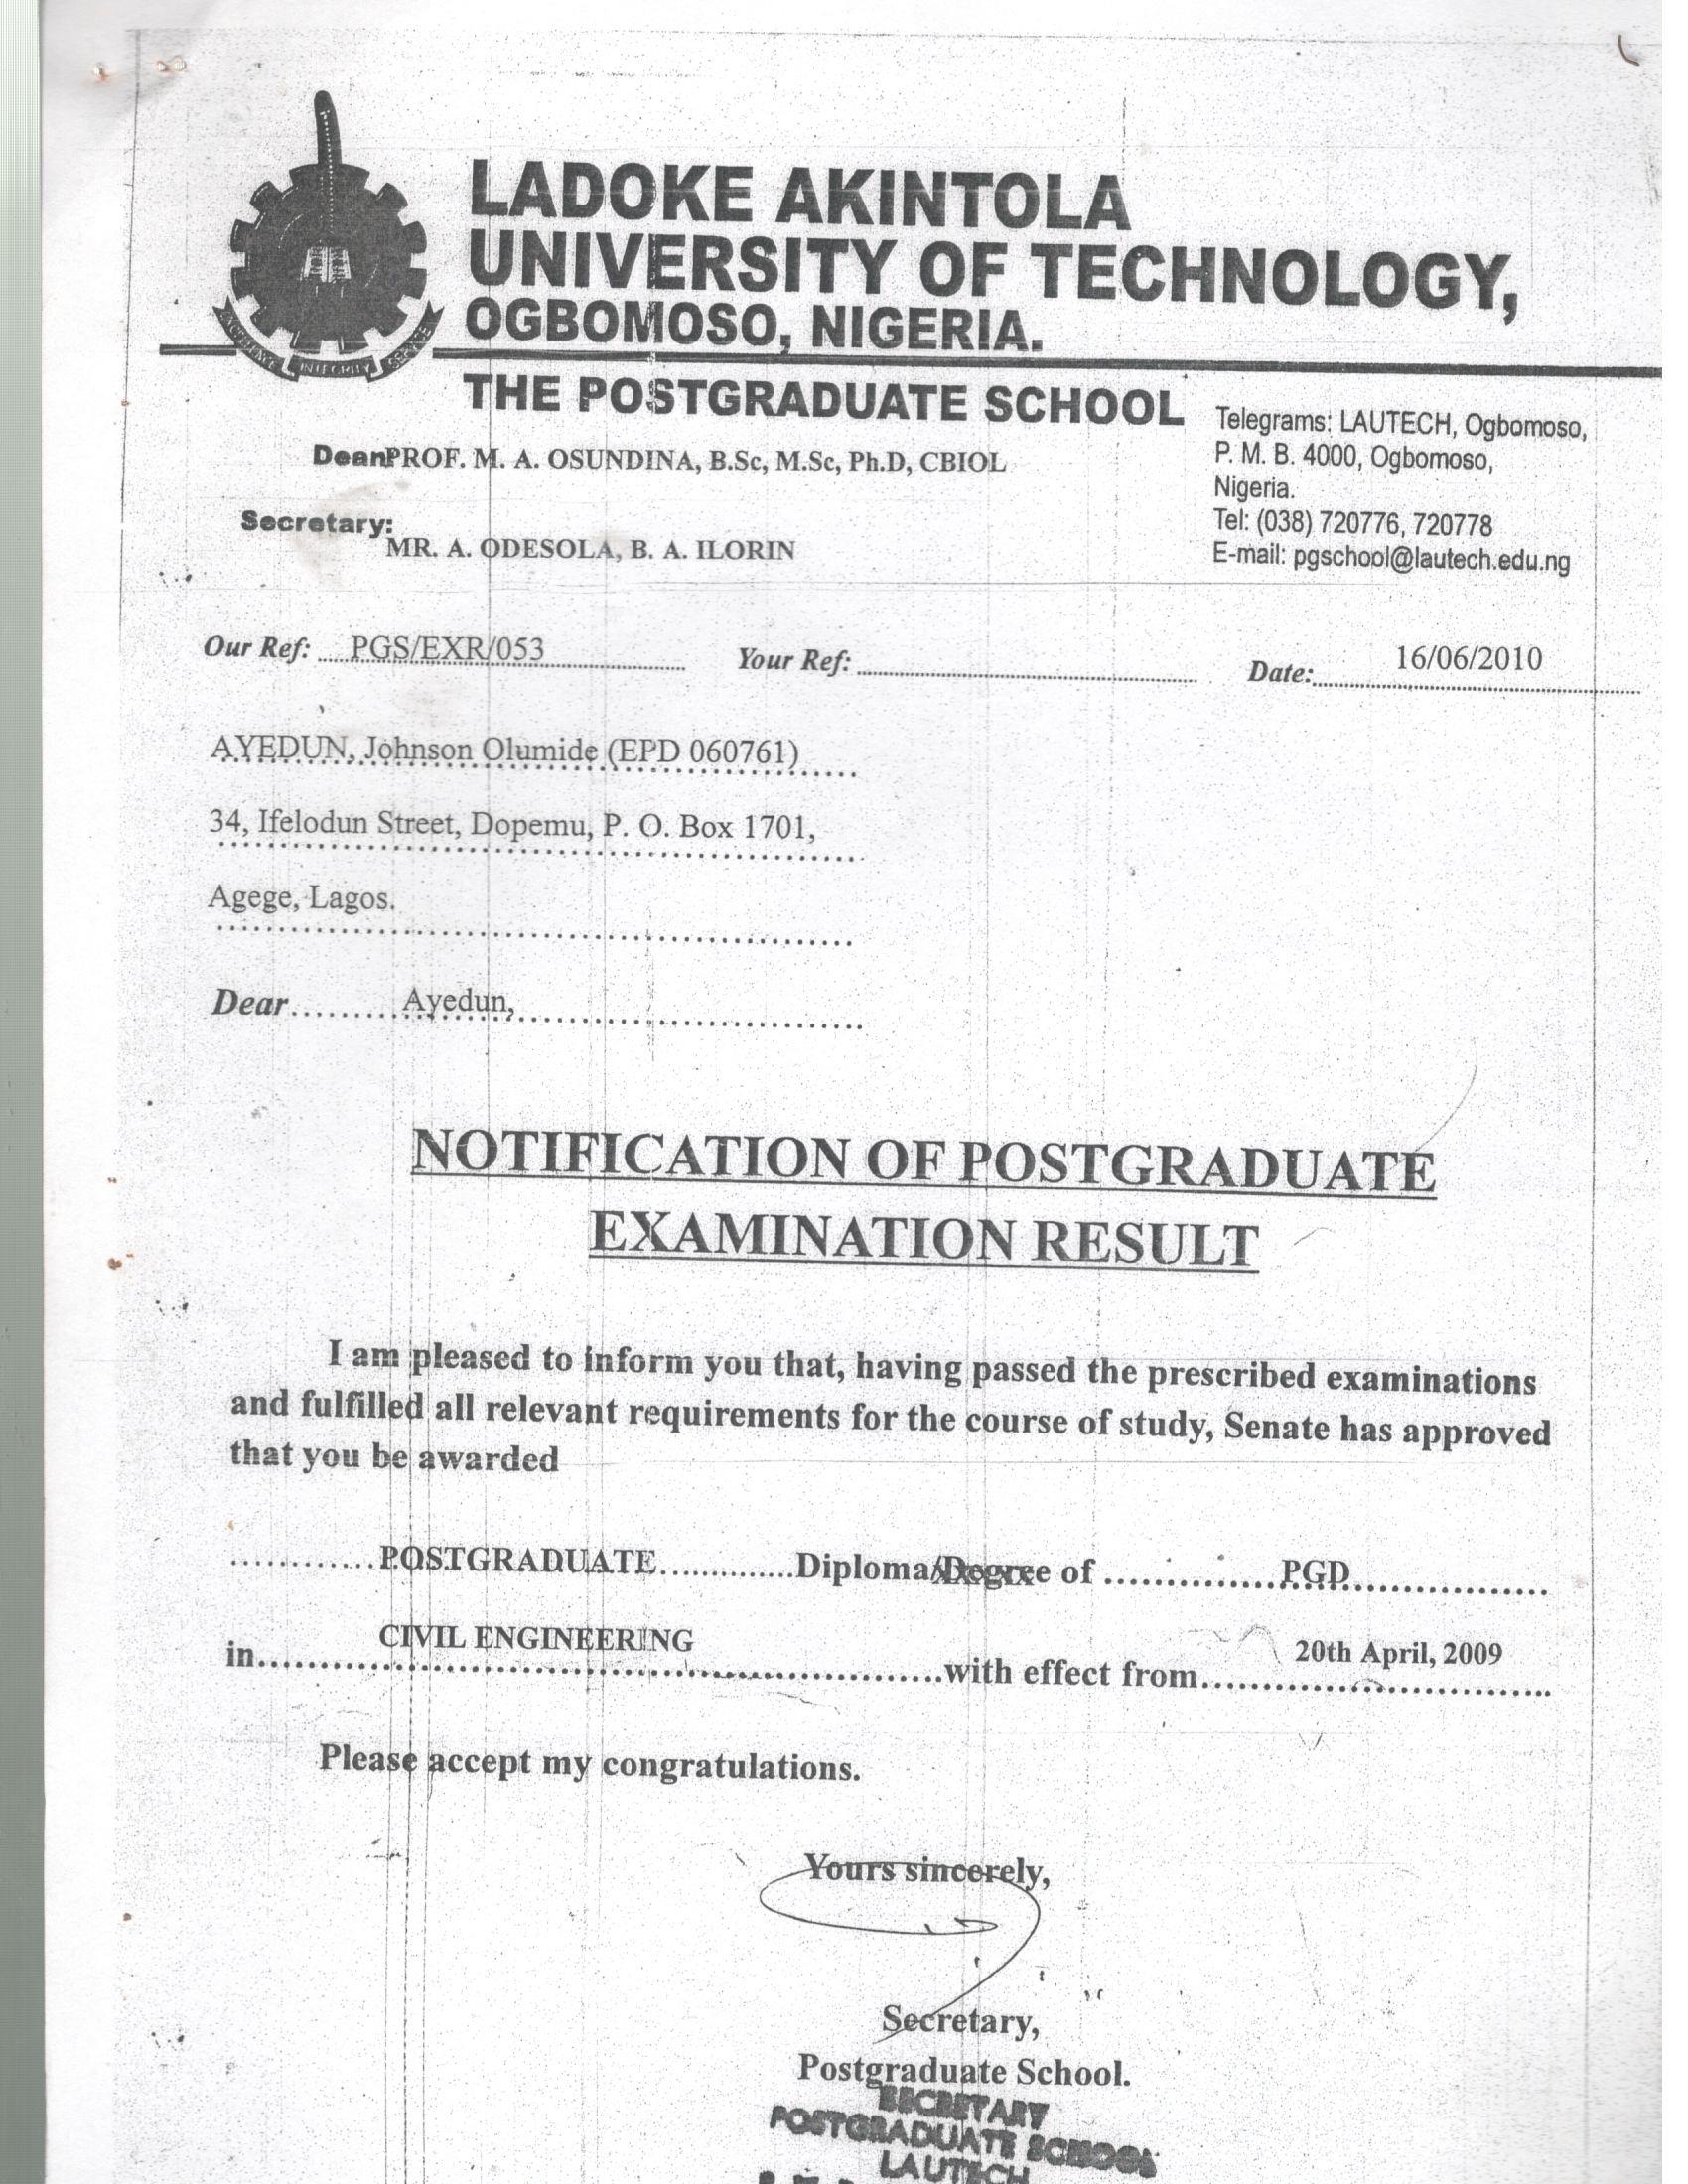 LADOKE AKINTOLA
UNIVERSITY OF TECHNOLOGY,
OGBOMOSO, NIGERIA.
INTEGRITY SERVICE
THE POSTGRADUATE SCHOOL
Dean PROF. M. A. OSUNDINA, B.Sc, M.Sc, Ph.D, CBIOL
Secretary:
MR. A. ODESOLA, B. A. ILORIN
Telegrams: LAUTECH, Ogbomoso,
P. M. B. 4000, Ogbomoso,
Nigeria.
Tel: (038) 720776, 720778
E-mail: pgschool@lautech.edu.ng
Our Ref: PGS/EXR/053 Your Ref: Date: 16/06/2010
AYEDUN, Johnson Olumide (EPD 060761)
34, Ifelodun Street, Dopemu, P. O. Box 1701,
Agege, Lagos.
Dear Ayedun,
NOTIFICATION OF POSTGRADUATE
EXAMINATION RESULT
I am pleased to inform you that, having passed the prescribed examinations
and fulfilled all relevant requirements for the course of study, Senate has approved
that you be awarded
POSTGRADUATE Diploma/Degree of PGD
in CIVIL ENGINEERING with effect from 20th April, 2009
Please accept my congratulations.
Yours sincerely,
Secretary,
Postgraduate School.
SECRETARY
POSTGRADUATE SCHOOL
LAUTECH